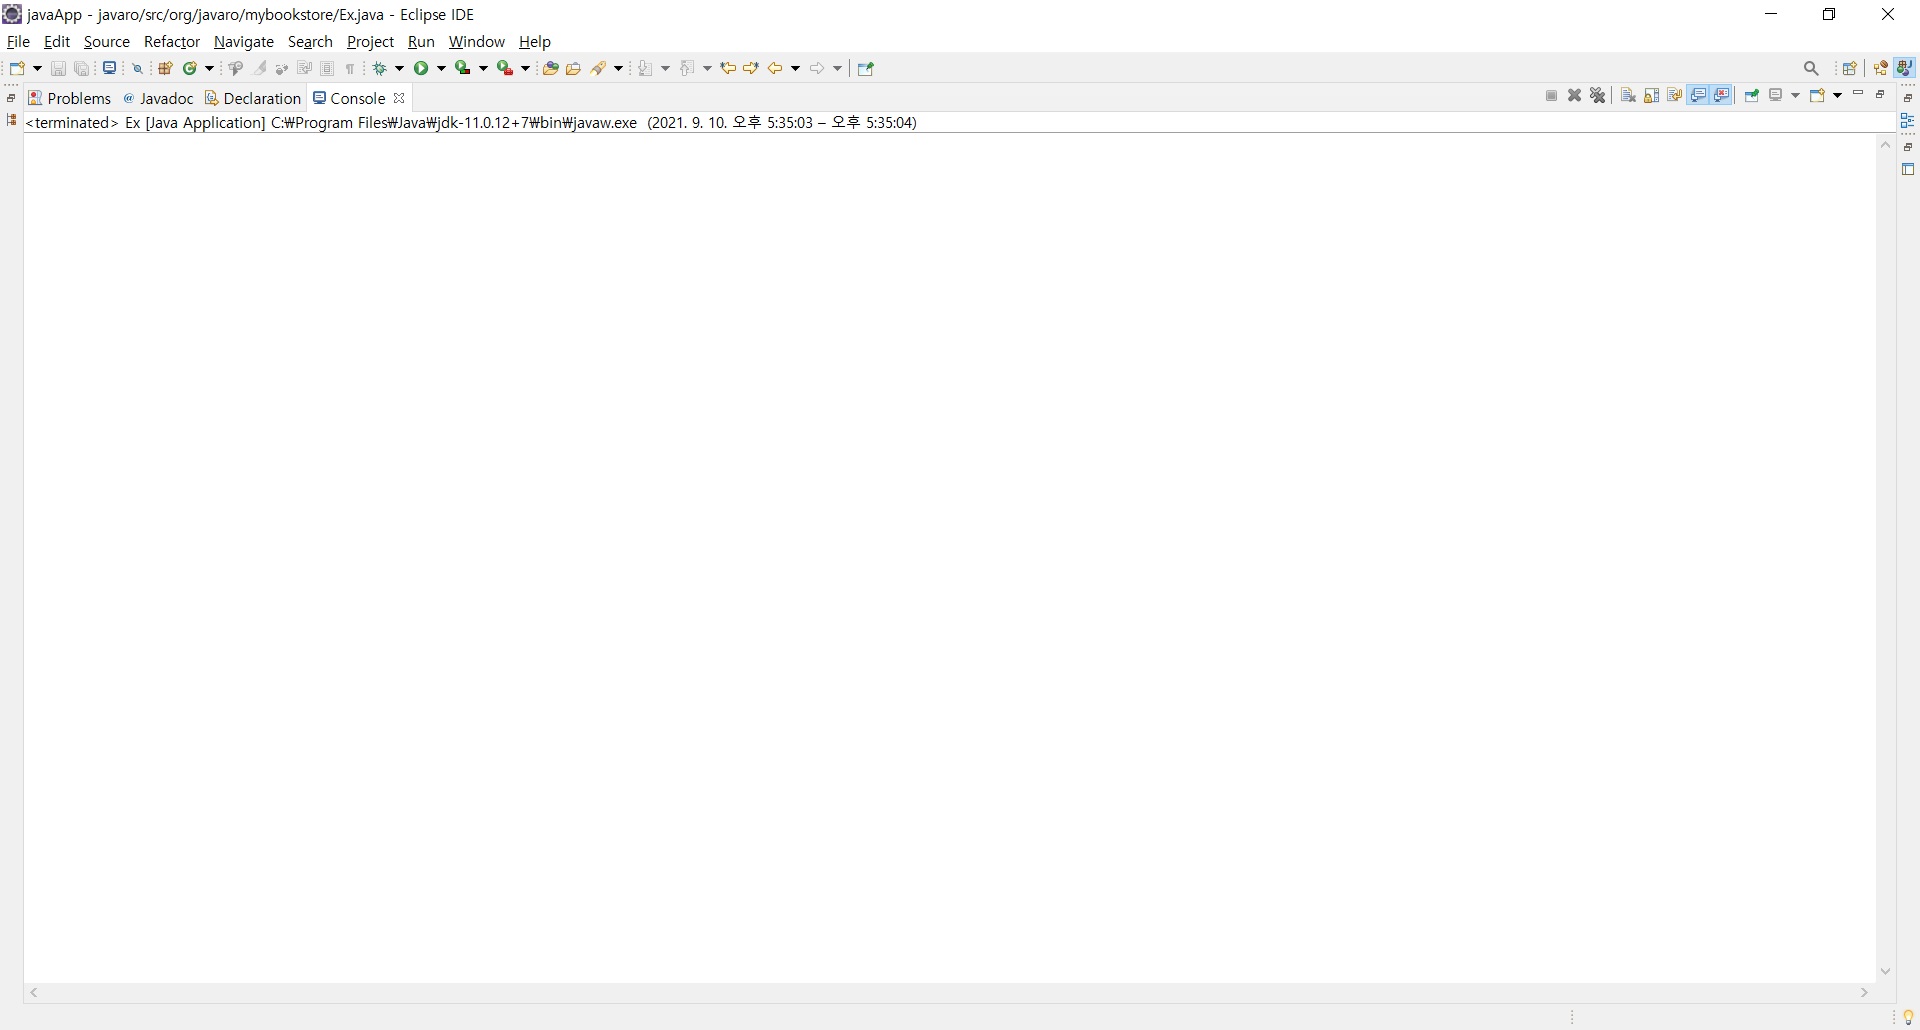 javaApp - javaro/src/org/javaro/mybookstore/Ex.java - Eclipse IDE
File Edit Source Refactor Navigate Search Project Run Window Help
Problems @ Javadoc Declaration Console
<terminated> Ex [Java Application] C:₩Program Files₩Java₩jdk-11.0.12+7₩bin₩javaw.exe (2021. 9. 10. 오후 5:35:03 – 오후 5:35:04)